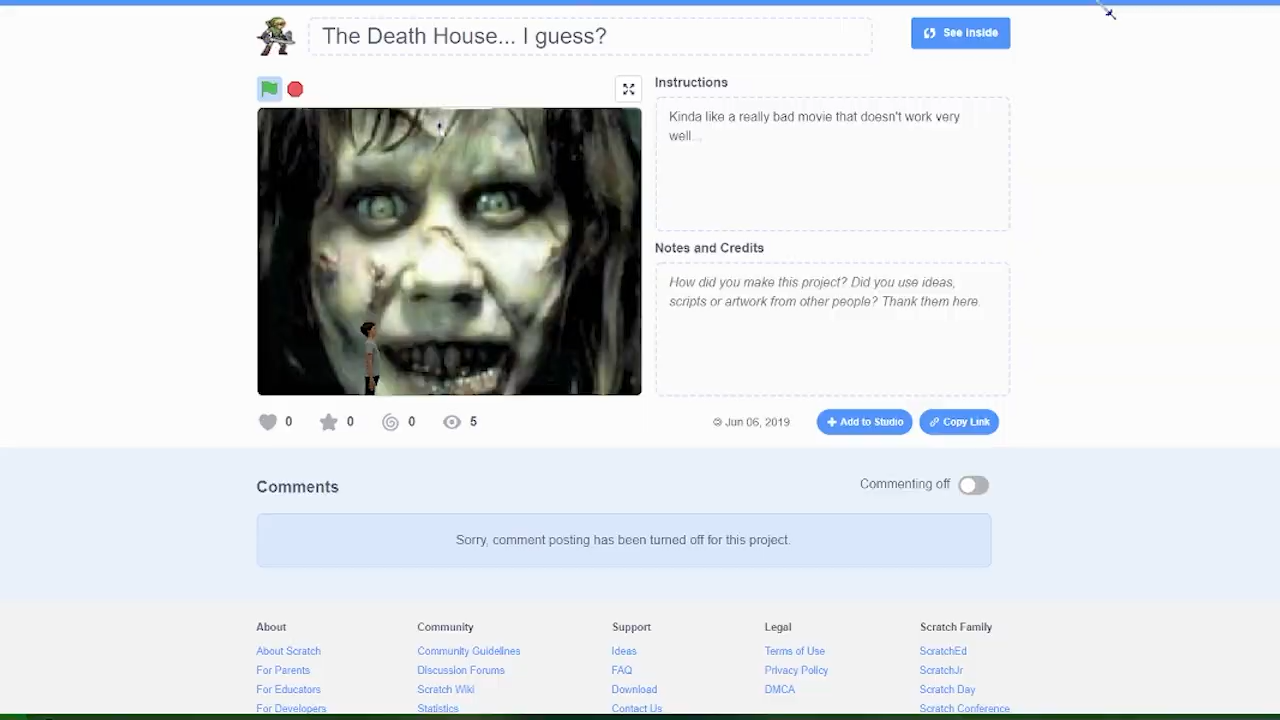 The Death House... I guess?
See inside
Instructions
Kinda like a really bad movie that doesn't work very
well...
Notes and Credits
How did you make this project? Did you use ideas,
scripts or artwork from other people? Thank them here.
0
0
0
5
© Jun 06, 2019
Add to Studio
Copy Link
Comments
Commenting off
Sorry, comment posting has been turned off for this project.
About
Community
Support
Legal
Scratch Family
About Scratch
Community Guidelines
Ideas
Terms of Use
ScratchEd
For Parents
Discussion Forums
FAQ
Privacy Policy
ScratchJr
For Educators
Scratch Wiki
Download
DMCA
Scratch Day
For Developers
Statistics
Contact Us
Scratch Conference